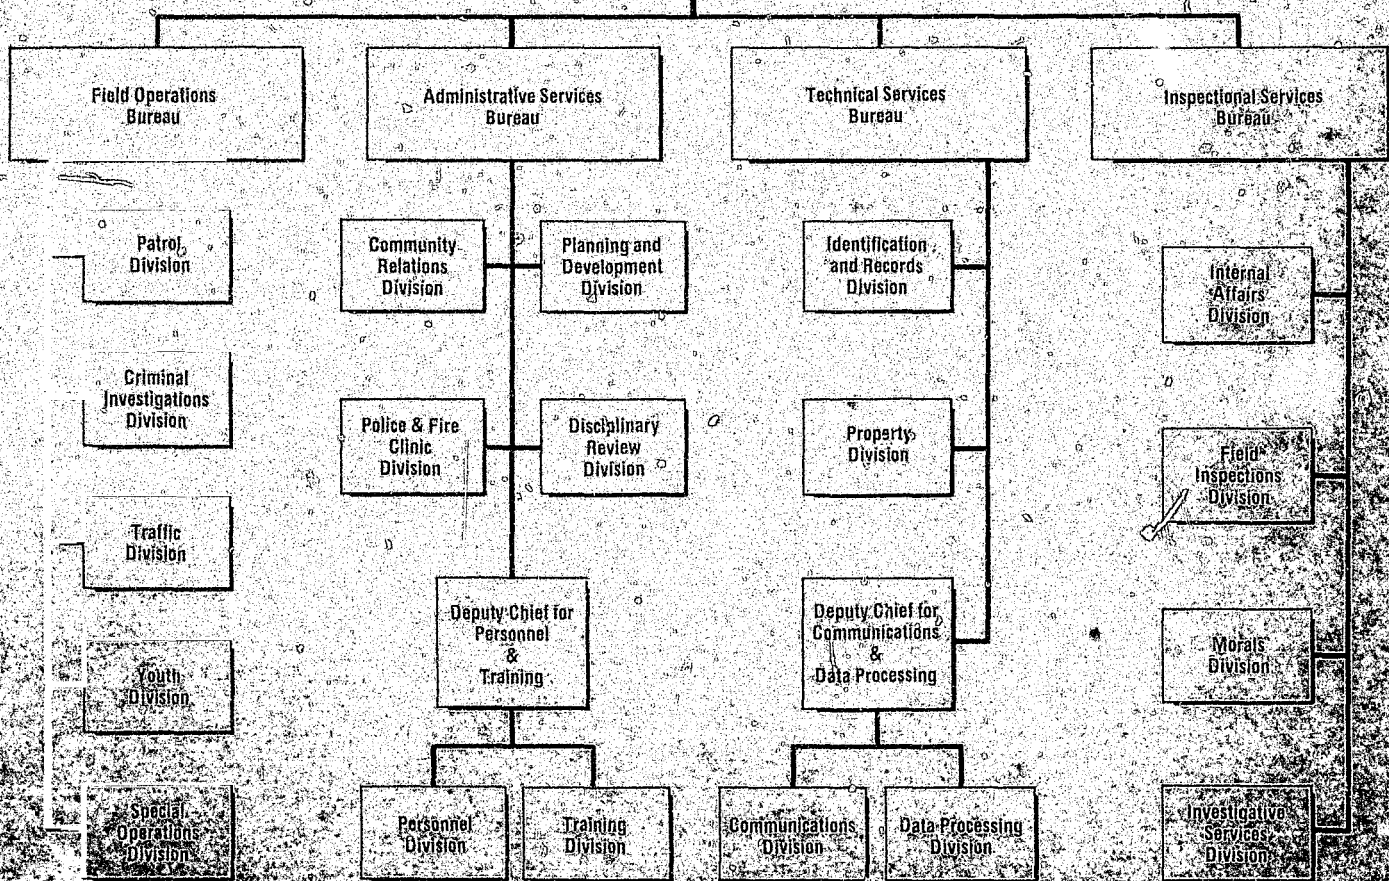 Field Operations
Bureau
Administrative Services
Bureau
Technical Services
Bureau
Inspectional Services
Bureau
Patrol
Division
Community
Relations
Division
Planning and
Development
Division
Identification
and Records
Division
Internal
Affairs
Division
Criminal
Investigations
Division
Police & Fire
Clinic
Division
Disciplinary
Review
Division
Property
Division
Field
Inspections
Division
Traffic
Division
Deputy Chief for
Personnel
&
Training
Deputy Chief for
Communications
&
Data Processing
Morals
Division
Youth
Division
Special
Operations
Division
Personnel
Division
Training
Division
Communications
Division
Data Processing
Division
Investigative
Services
Division